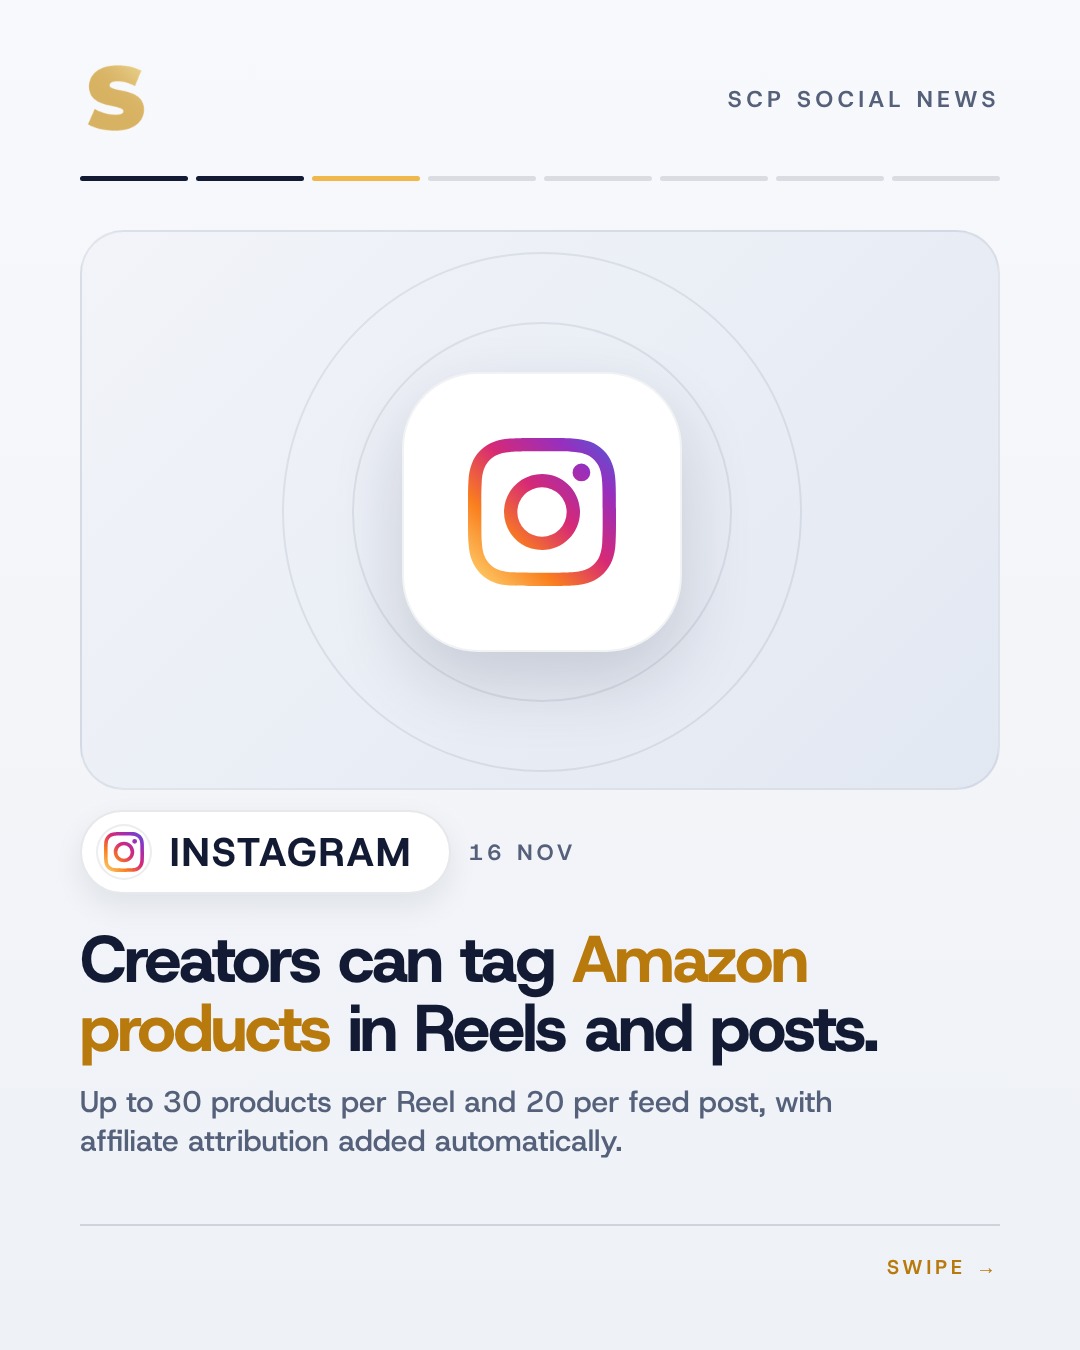 S
SCP SOCIAL NEWS
INSTAGRAM
16 NOV
Creators can tag Amazon
products in Reels and posts.
Up to 30 products per Reel and 20 per feed post, with
affiliate attribution added automatically.
SWIPE →